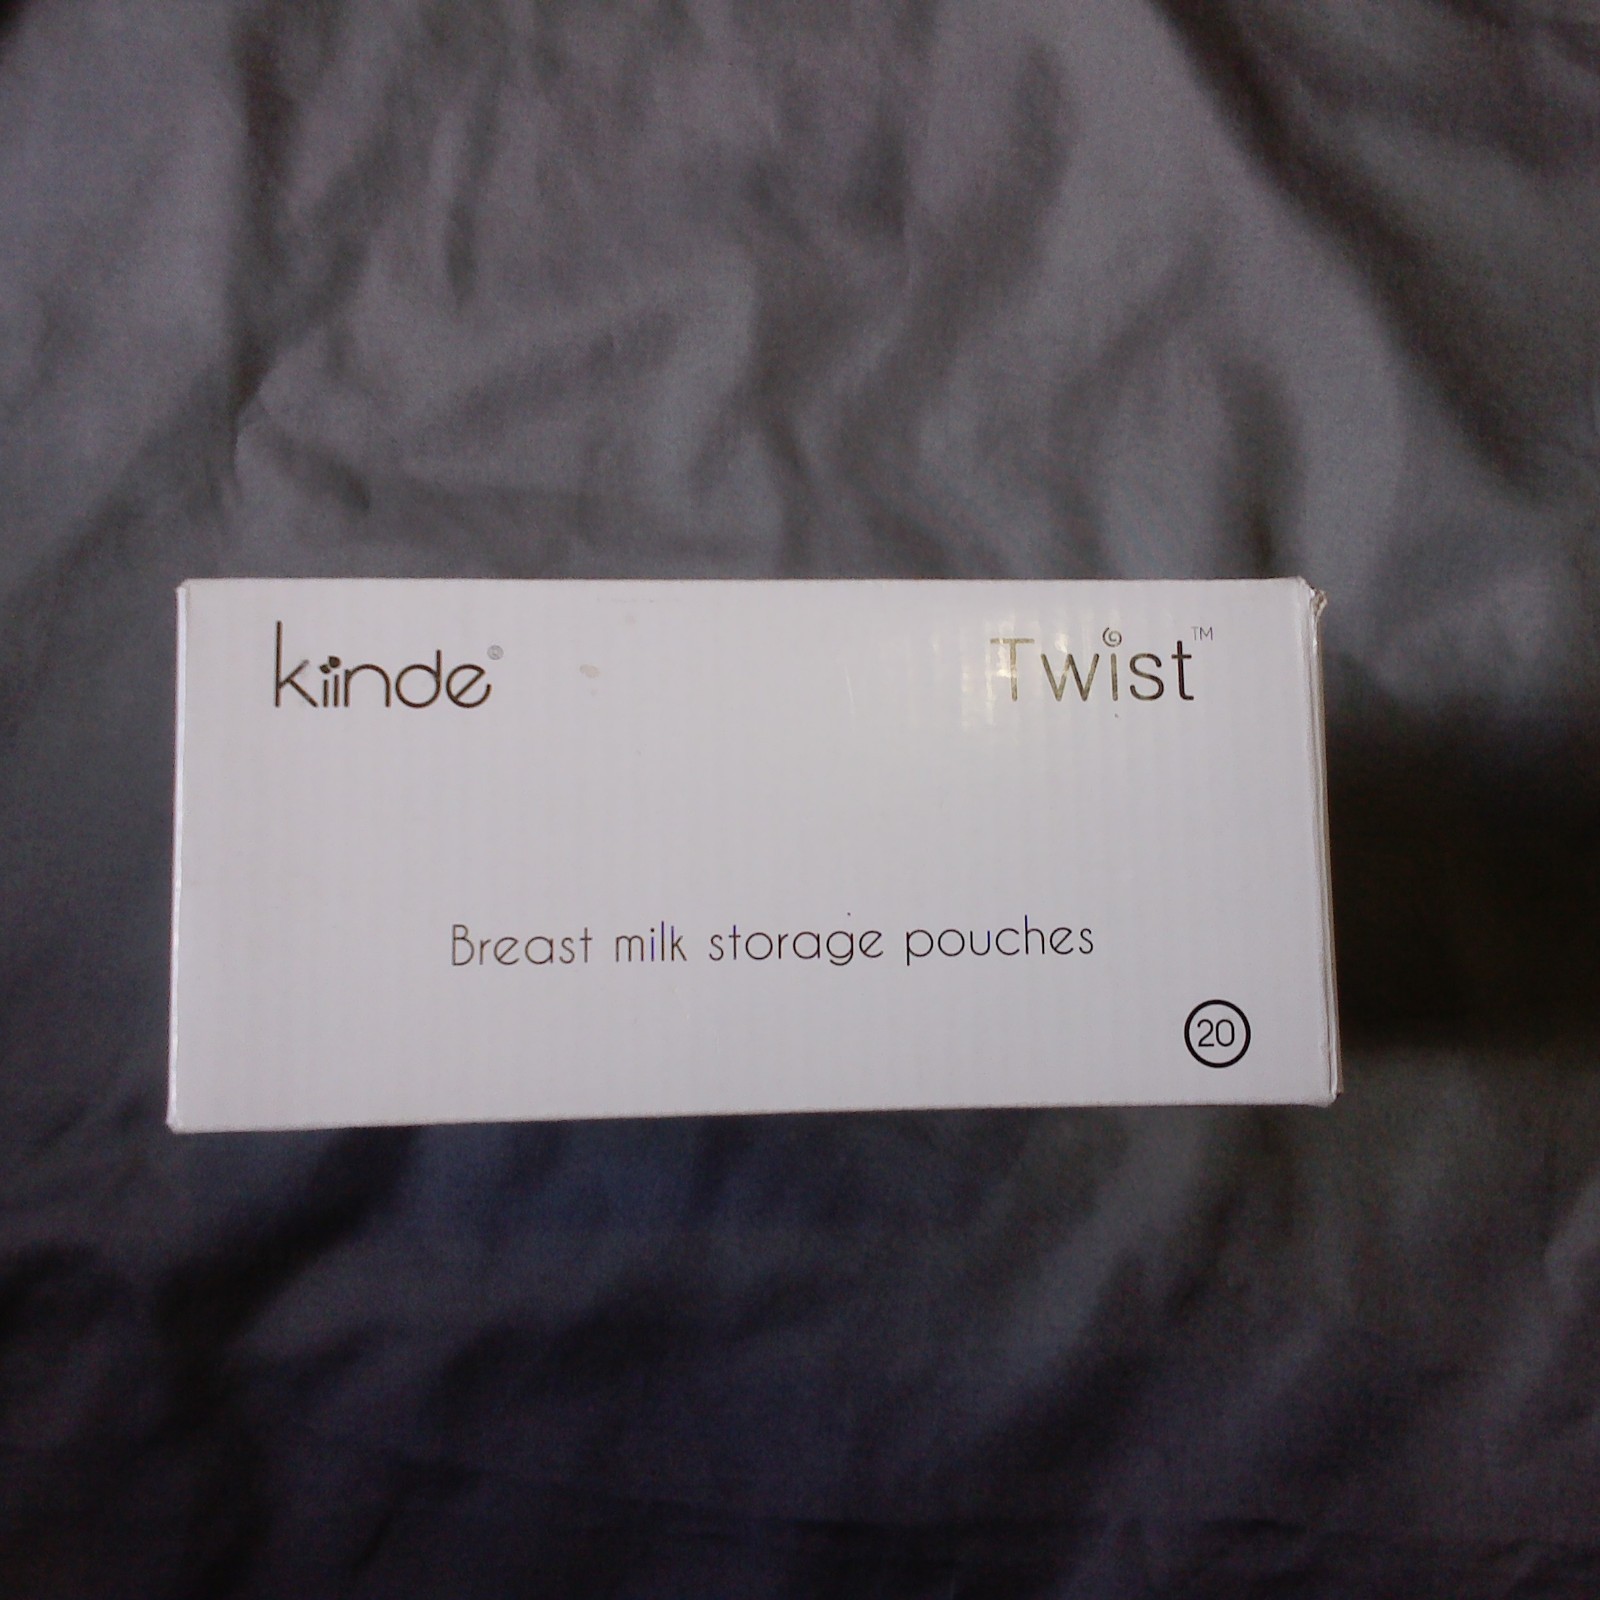 kiinde® Twist™
Breast milk storage pouches
20